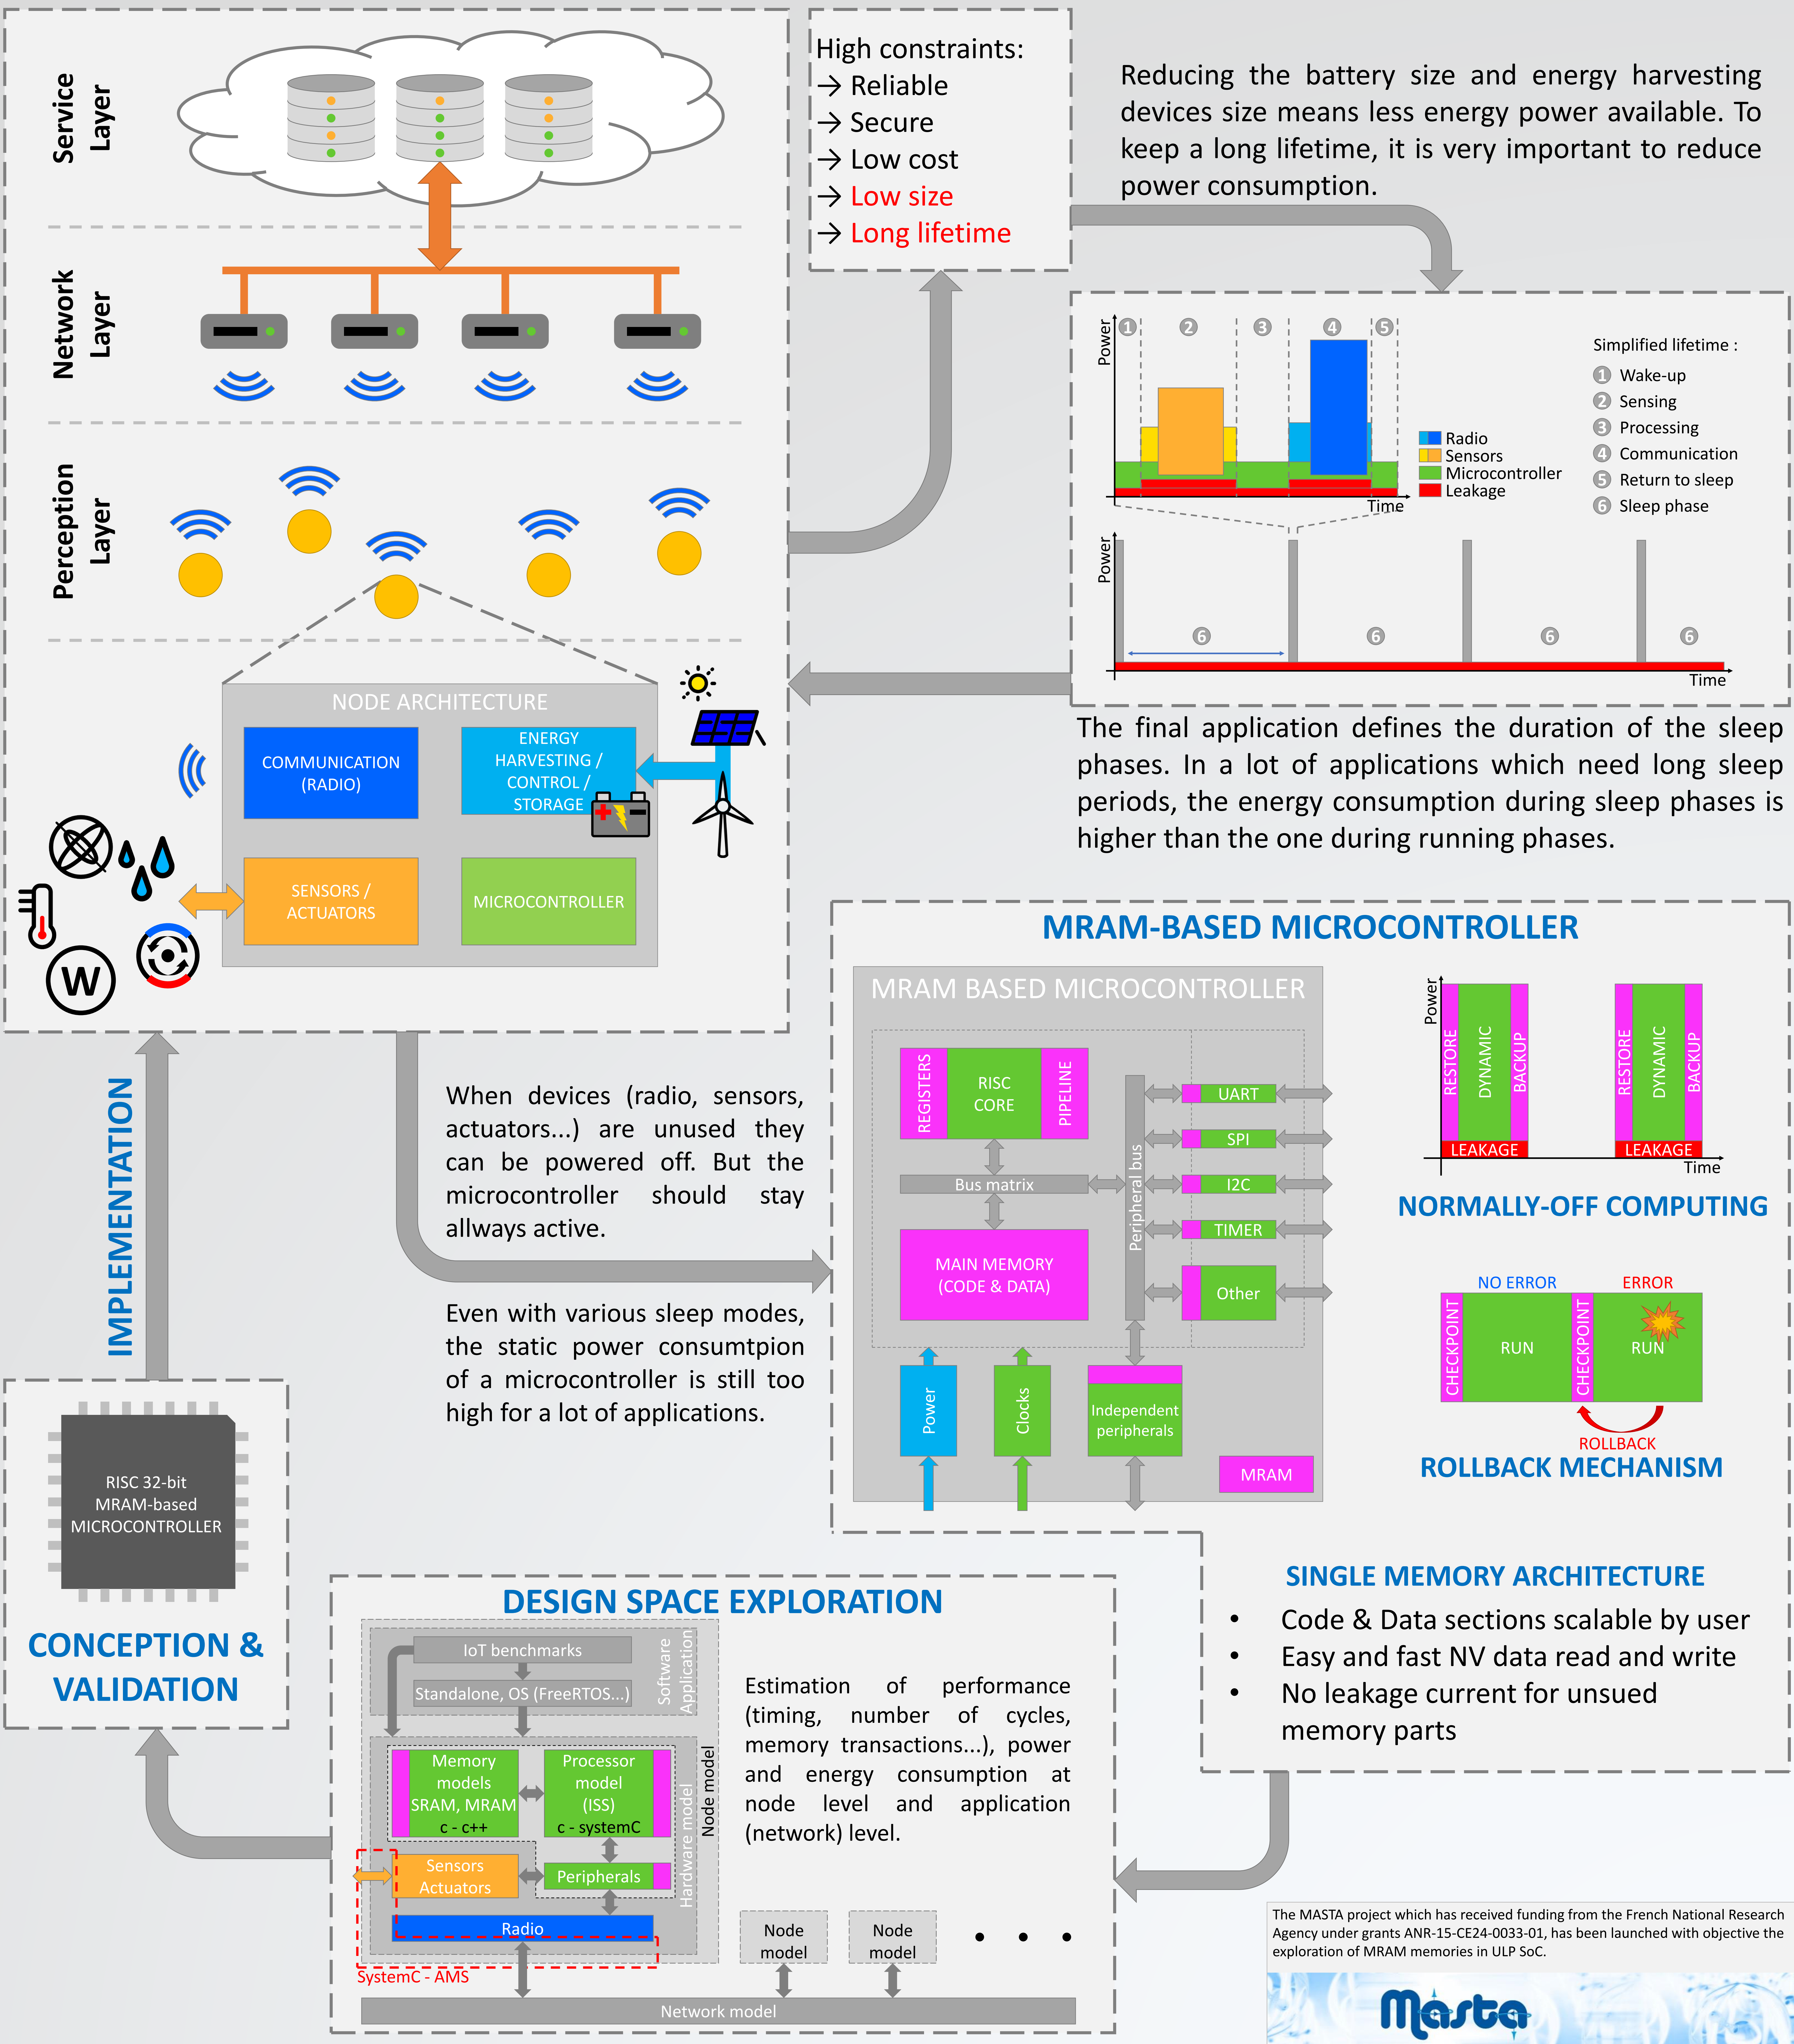 Service
Layer
High constraints:
→ Reliable
→ Secure
→ Low cost
→ Low size
→ Long lifetime
Reducing the battery size and energy harvesting
devices size means less energy power available. To
keep a long lifetime, it is very important to reduce
power consumption.
Network
Layer
Perception
Layer
Power
1
2
3
4
5
Time
Radio
Sensors
Microcontroller
Leakage
Simplified lifetime :
1 Wake-up
2 Sensing
3 Processing
4 Communication
5 Return to sleep
6 Sleep phase
Power
6
6
6
6
Time
NODE ARCHITECTURE
COMMUNICATION
(RADIO)
ENERGY
HARVESTING /
CONTROL /
STORAGE
SENSORS /
ACTUATORS
MICROCONTROLLER
W
The final application defines the duration of the sleep
phases. In a lot of applications which need long sleep
periods, the energy consumption during sleep phases is
higher than the one during running phases.
MRAM-BASED MICROCONTROLLER
MRAM BASED MICROCONTROLLER
REGISTERS
RISC
CORE
PIPELINE
Bus matrix
MAIN MEMORY
(CODE & DATA)
Peripheral bus
UART
SPI
I2C
TIMER
Other
Power
Clocks
Independent
peripherals
MRAM
Power
RESTORE
DYNAMIC
BACKUP
LEAKAGE
RESTORE
DYNAMIC
BACKUP
LEAKAGE
Time
NORMALLY-OFF COMPUTING
NO ERROR
ERROR
CHECKPOINT
RUN
CHECKPOINT
RUN
ROLLBACK
ROLLBACK MECHANISM
SINGLE MEMORY ARCHITECTURE
• Code & Data sections scalable by user
• Easy and fast NV data read and write
• No leakage current for unsued
memory parts
When devices (radio, sensors,
actuators...) are unused they
can be powered off. But the
microcontroller should stay
allways active.
Even with various sleep modes,
the static power consumtpion
of a microcontroller is still too
high for a lot of applications.
IMPLEMENTATION
RISC 32-bit
MRAM-based
MICROCONTROLLER
CONCEPTION &
VALIDATION
DESIGN SPACE EXPLORATION
IoT benchmarks
Standalone, OS (FreeRTOS...)
Software
Application
Memory
models
SRAM, MRAM
c - c++
Processor
model
(ISS)
c - systemC
Sensors
Actuators
Peripherals
Radio
Hardware model
Node model
SystemC - AMS
Estimation of performance
(timing, number of cycles,
memory transactions...), power
and energy consumption at
node level and application
(network) level.
Node
model
Node
model
• • •
Network model
The MASTA project which has received funding from the French National Research
Agency under grants ANR-15-CE24-0033-01, has been launched with objective the
exploration of MRAM memories in ULP SoC.
Masta